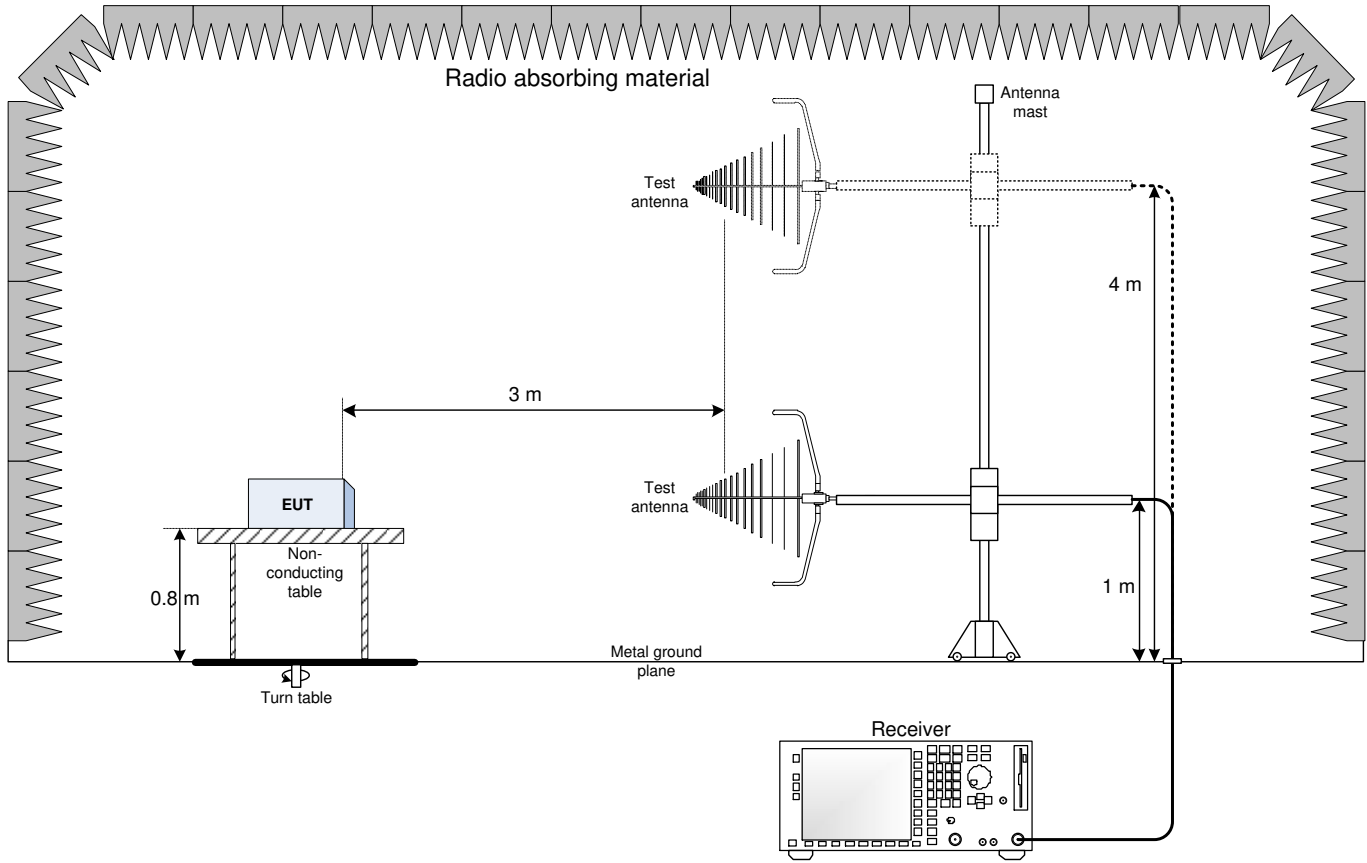 Radio absorbing material
Antenna
mast
Test
antenna
4 m
3 m
EUT
Test
antenna
Non-
conducting
table
0.8 m
1 m
Metal ground
plane
Turn table
Receiver